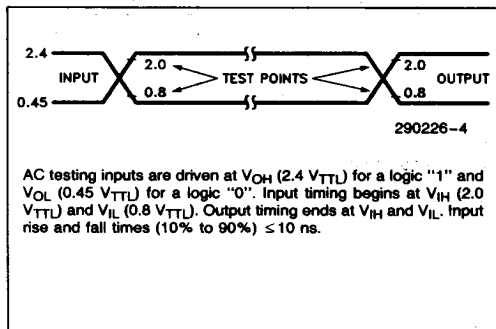 2.4
INPUT 2.0 TEST POINTS 2.0 OUTPUT
0.45 0.8 0.8
290226-4
AC testing inputs are driven at VOH (2.4 VTTL) for a logic "1" and
VOL (0.45 VTTL) for a logic "0". Input timing begins at VIH (2.0
VTTL) and VIL (0.8 VTTL). Output timing ends at VIH and VIL. Input
rise and fall times (10% to 90%) ≤ 10 ns.